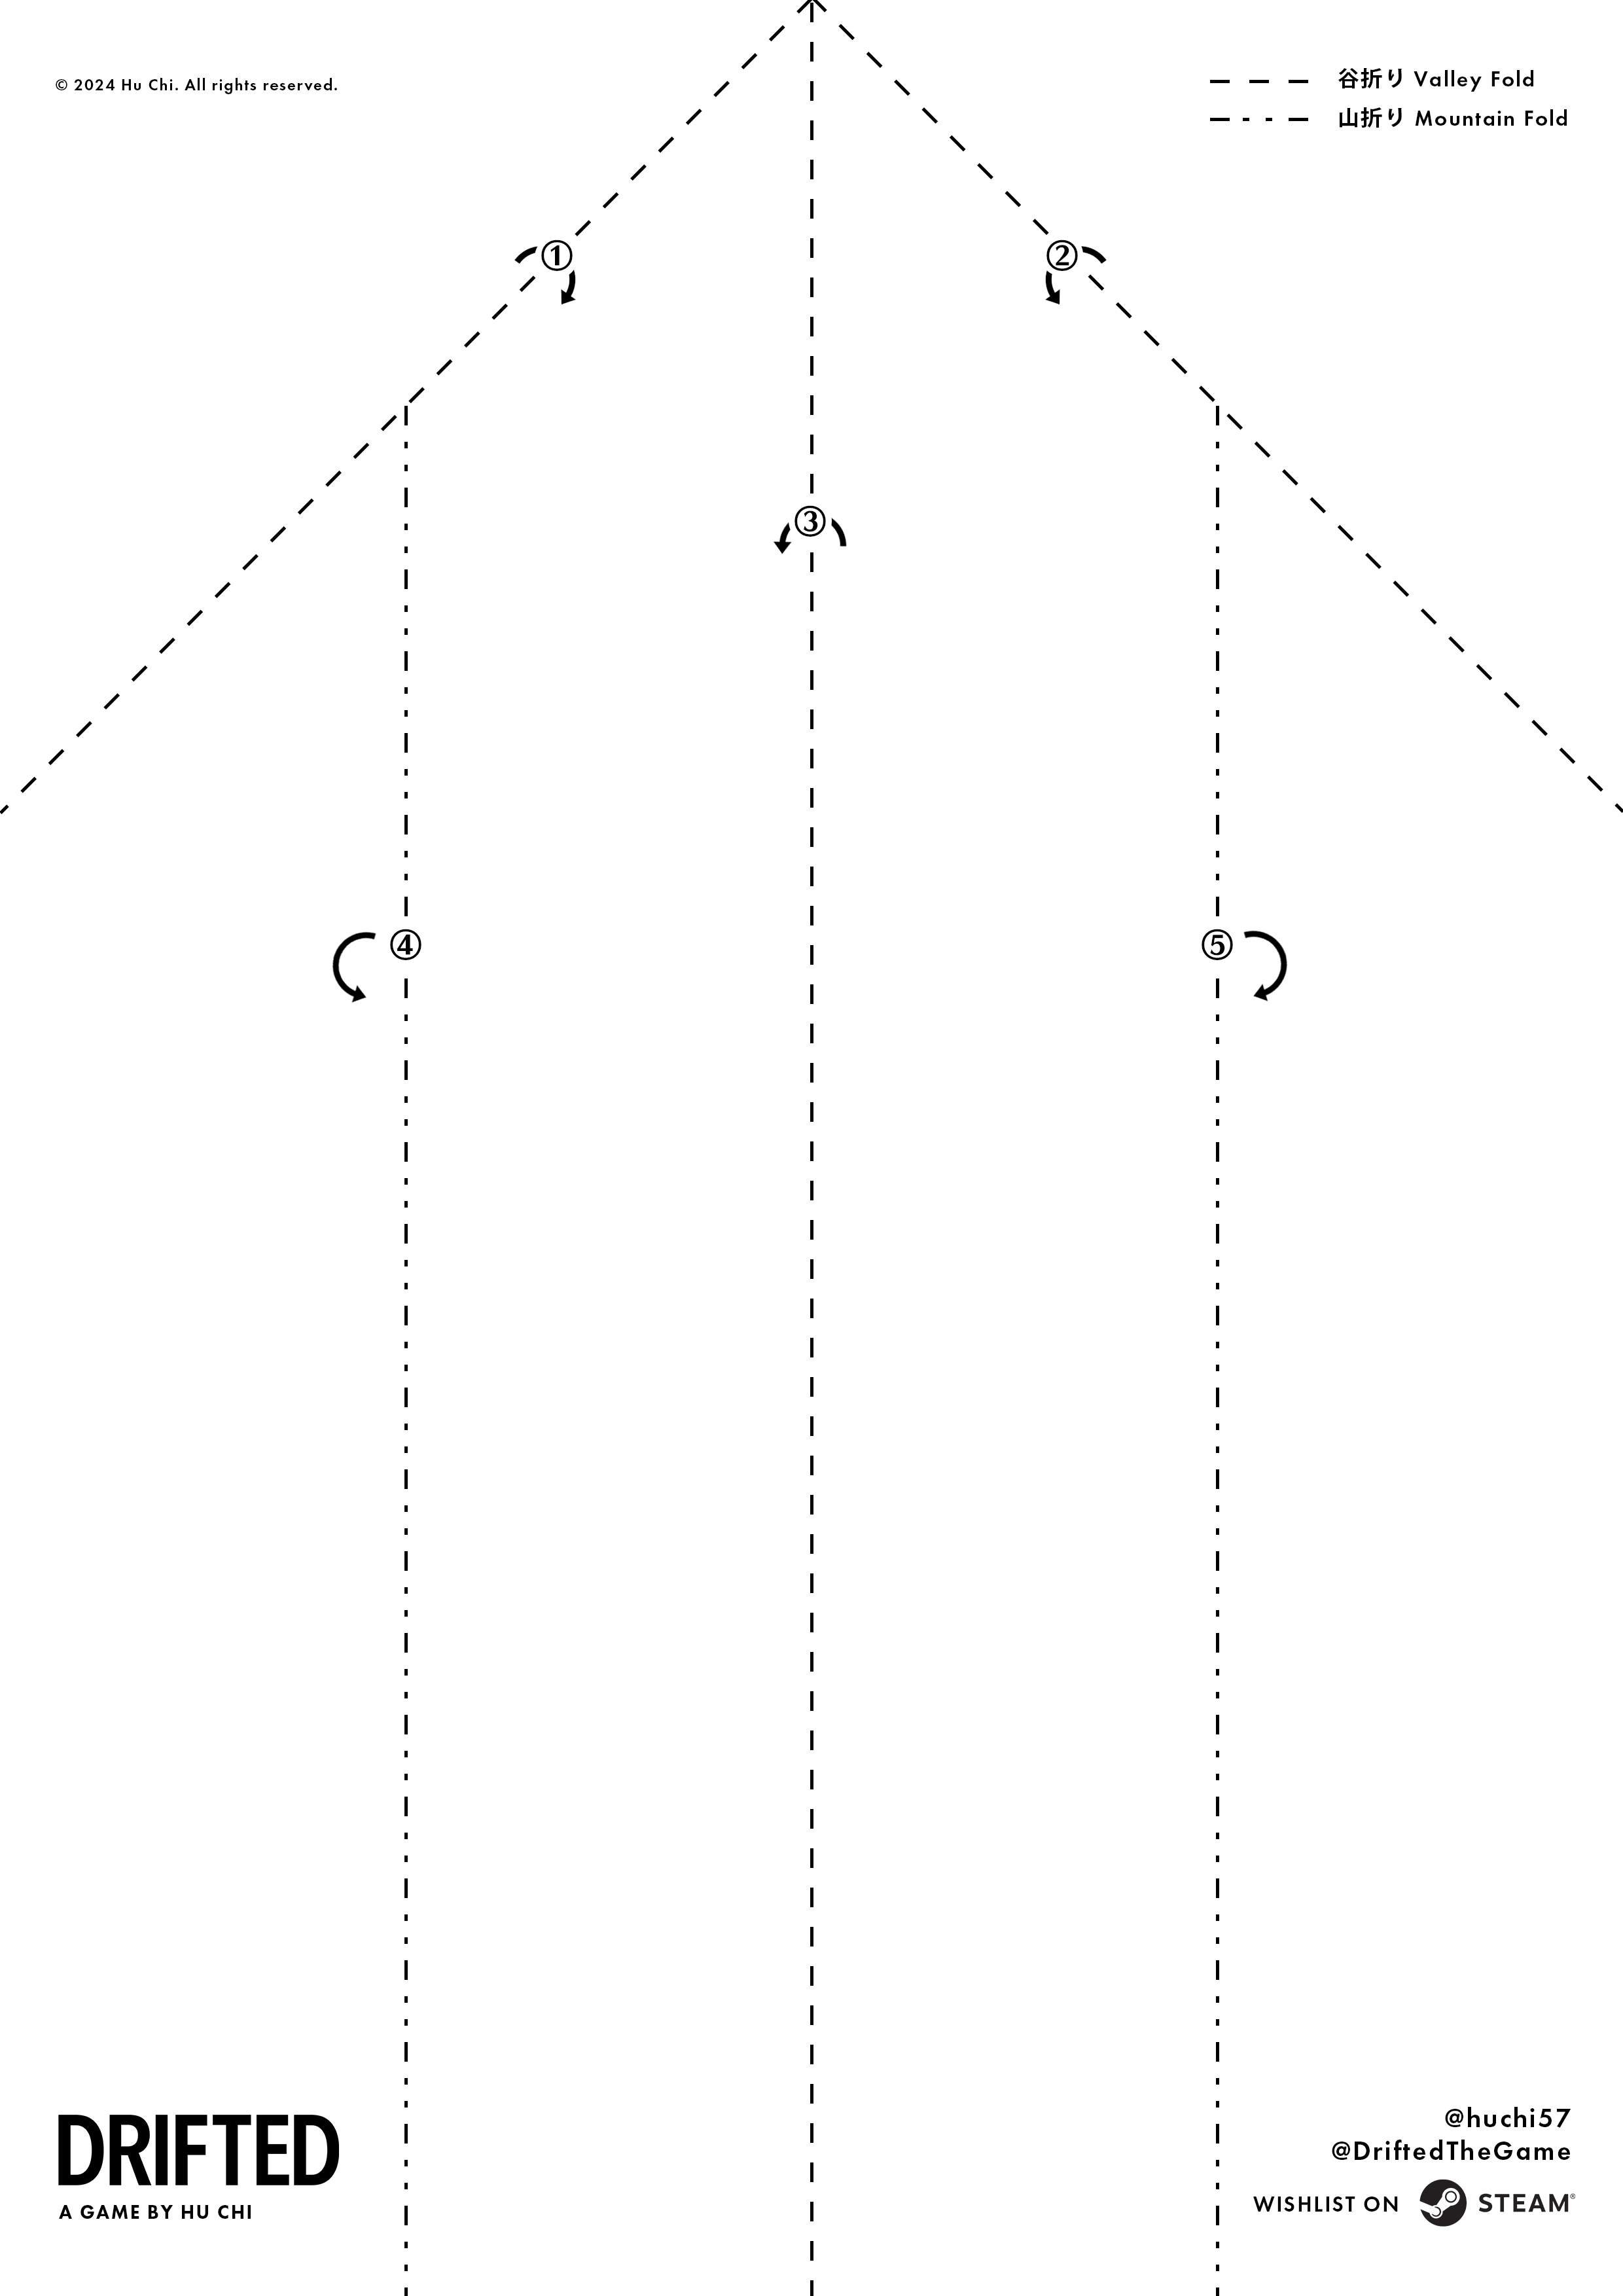 © 2024 Hu Chi. All rights reserved.
谷折り Valley Fold
山折り Mountain Fold
①
②
③
④
⑤
DRIFTED
A GAME BY HU CHI
@huchi57
@DriftedTheGame
WISHLIST ON STEAM®